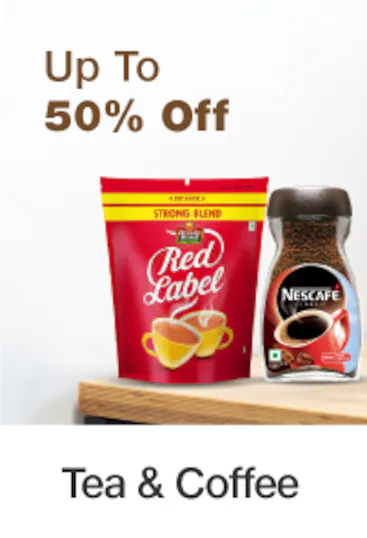 Up To
50% Off
STRONG BLEND
Red
Label
NESCAFÉ
Tea & Coffee